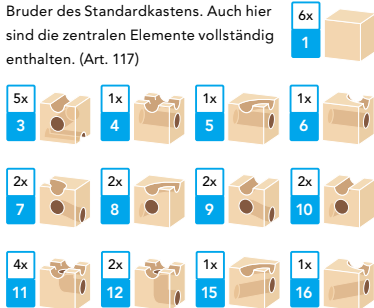 Bruder des Standardkastens. Auch hier
sind die zentralen Elemente vollständig
enthalten. (Art. 117)
6x
1
5x
3
1x
4
1x
5
1x
6
2x
7
2x
8
2x
9
2x
10
4x
11
2x
12
1x
15
1x
16